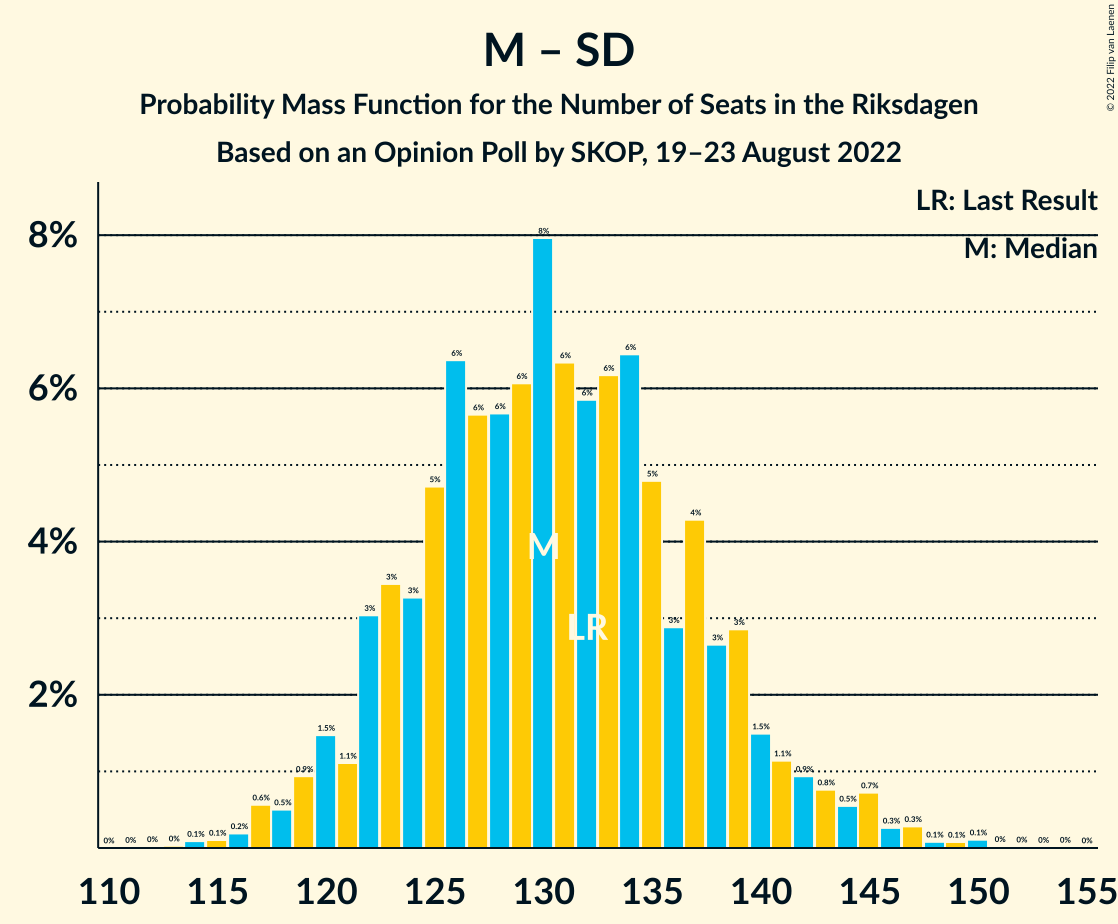 M – SD
Probability Mass Function for the Number of Seats in the Riksdagen
Based on an Opinion Poll by SKOP, 19–23 August 2022
© 2022 Filip van Laenen
LR: Last Result
M: Median
8%
6%
4%
2%
0% 0% 0% 0% 0.1% 0.1% 0.2% 0.6% 0.5% 0.9% 1.5% 1.1% 3% 3% 3% 5% 6% 6% 6% 6% 8% 6% 6% 6% 6% 5% 3% 4% 3% 3% 1.5% 1.1% 0.9% 0.8% 0.5% 0.7% 0.3% 0.3% 0.1% 0.1% 0.1% 0% 0% 0% 0% 0%
M
LR
110 115 120 125 130 135 140 145 150 155